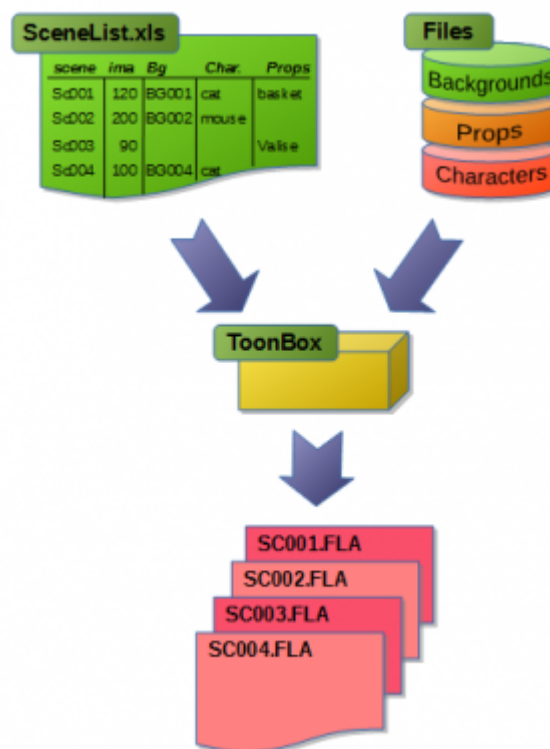 SceneList.xls
scene ima Bg Char. Props
Sc001 120 BG001 cat basket
Sc002 200 BG002 mouse
Sc003 90 Valise
Sc004 100 BG004 cat
Files
Backgrounds
Props
Characters
ToonBox
SC001.FLA
SC002.FLA
SC003.FLA
SC004.FLA